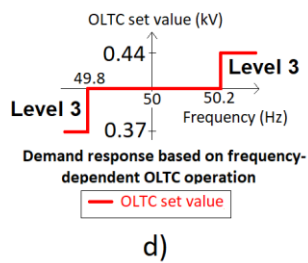 OLTC set value (kV)
0.44
Level 3
49.8
50
50.2
Level 3
Frequency (Hz)
0.37
Demand response based on frequency-
dependent OLTC operation
OLTC set value
d)